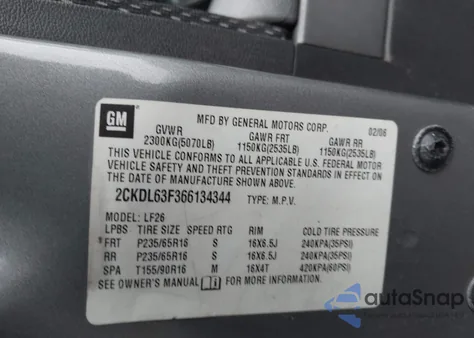 GM
MFD BY GENERAL MOTORS CORP. 02/06
GVWR GAWR FRT GAWR RR
2300KG(5070LB) 1150KG(2535LB) 1150KG(2535LB)
THIS VEHICLE CONFORMS TO ALL APPLICABLE U.S. FEDERAL MOTOR
VEHICLE SAFETY AND THEFT PREVENTION STANDARDS IN EFFECT ON
THE DATE OF MANUFACTURE SHOWN ABOVE.
2CKDL63F366134344 TYPE: M.P.V.
MODEL: LF26
LPBS TIRE SIZE SPEED RTG RIM COLD TIRE PRESSURE
FRT P235/65R16 S 16X6.5J 240KPA(35PSI)
RR P235/65R16 S 16X6.5J 240KPA(35PSI)
SPA T155/90R16 M 16X4T 420KPA(60PSI)
SEE OWNER'S MANUAL FOR MORE INFORMATION.
autoSnap